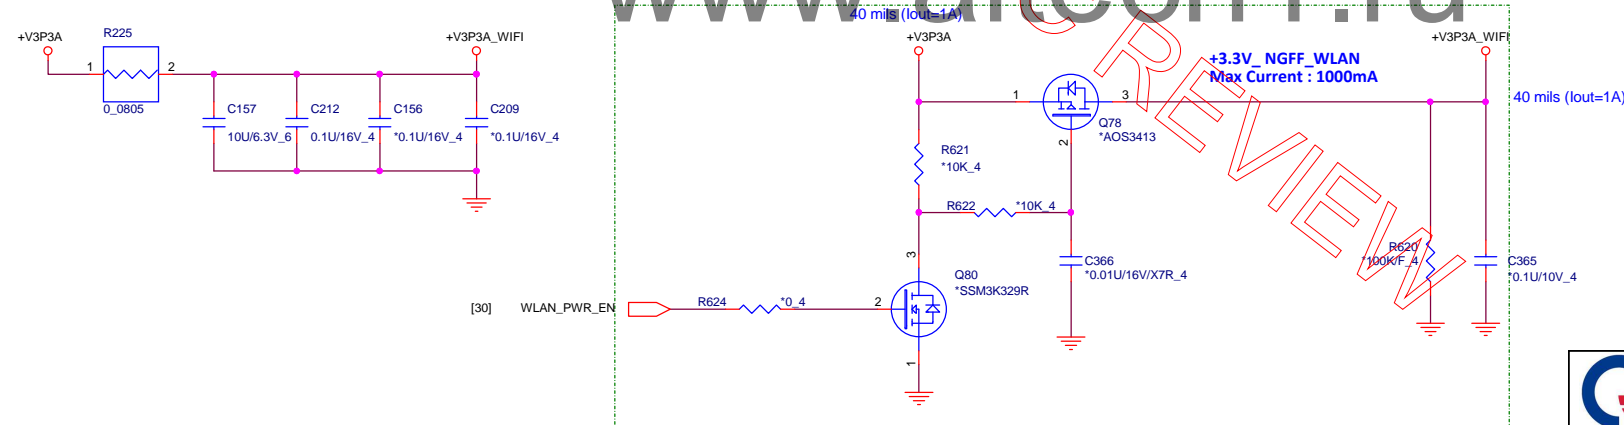 40 mils (Iout=1A)
+V3P3A
R225
1
2
0_0805
+V3P3A_WIFI
C157
10U/6.3V_6
C212
0.1U/16V_4
C156
*0.1U/16V_4
C209
*0.1U/16V_4
+V3P3A
+V3P3A_WIFI
+3.3V_ NGFF_WLAN
Max Current : 1000mA
40 mils (Iout=1A)
1
3
Q78
*AOS3413
2
R621
*10K_4
R622
*10K_4
3
C366
*0.01U/16V/X7R_4
Q80
*SSM3K329R
R620
*100K/F_4
C365
*0.1U/10V_4
[30]
WLAN_PWR_EN
R624
*0_4
2
1
C REVIEW